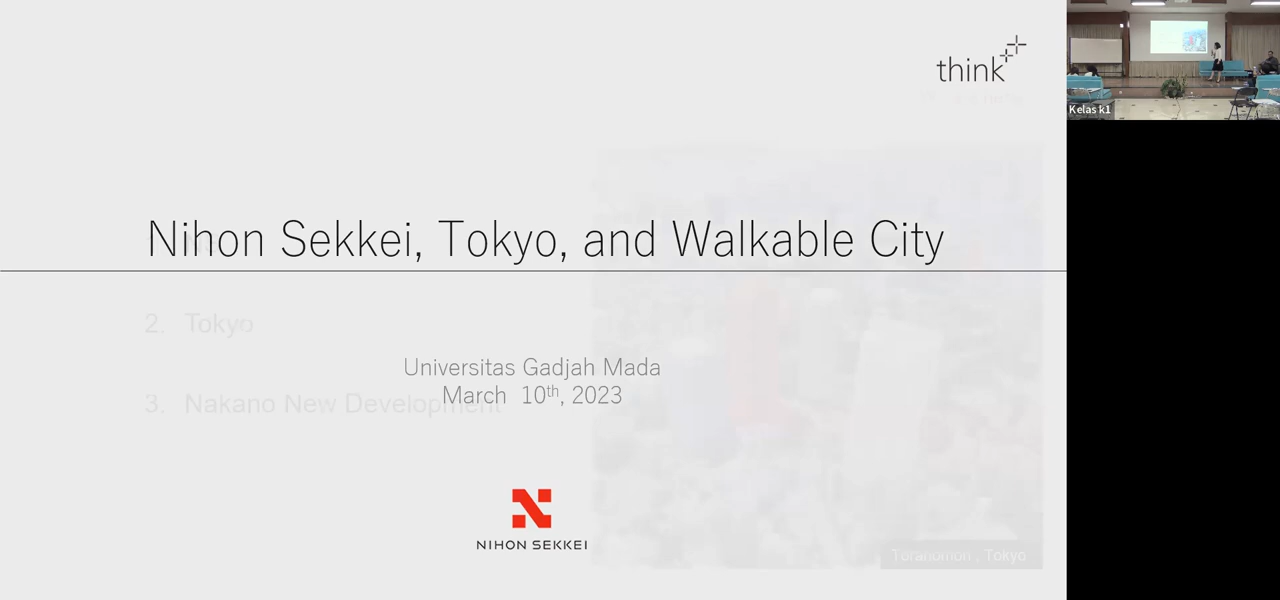 think
Nihon Sekkei, Tokyo, and Walkable City
2. Tokyo
Universitas Gadjah Mada
3. Nakano New Development
March 10th, 2023
NIHON SEKKEI
Toranomon , Tokyo
Kelas k1